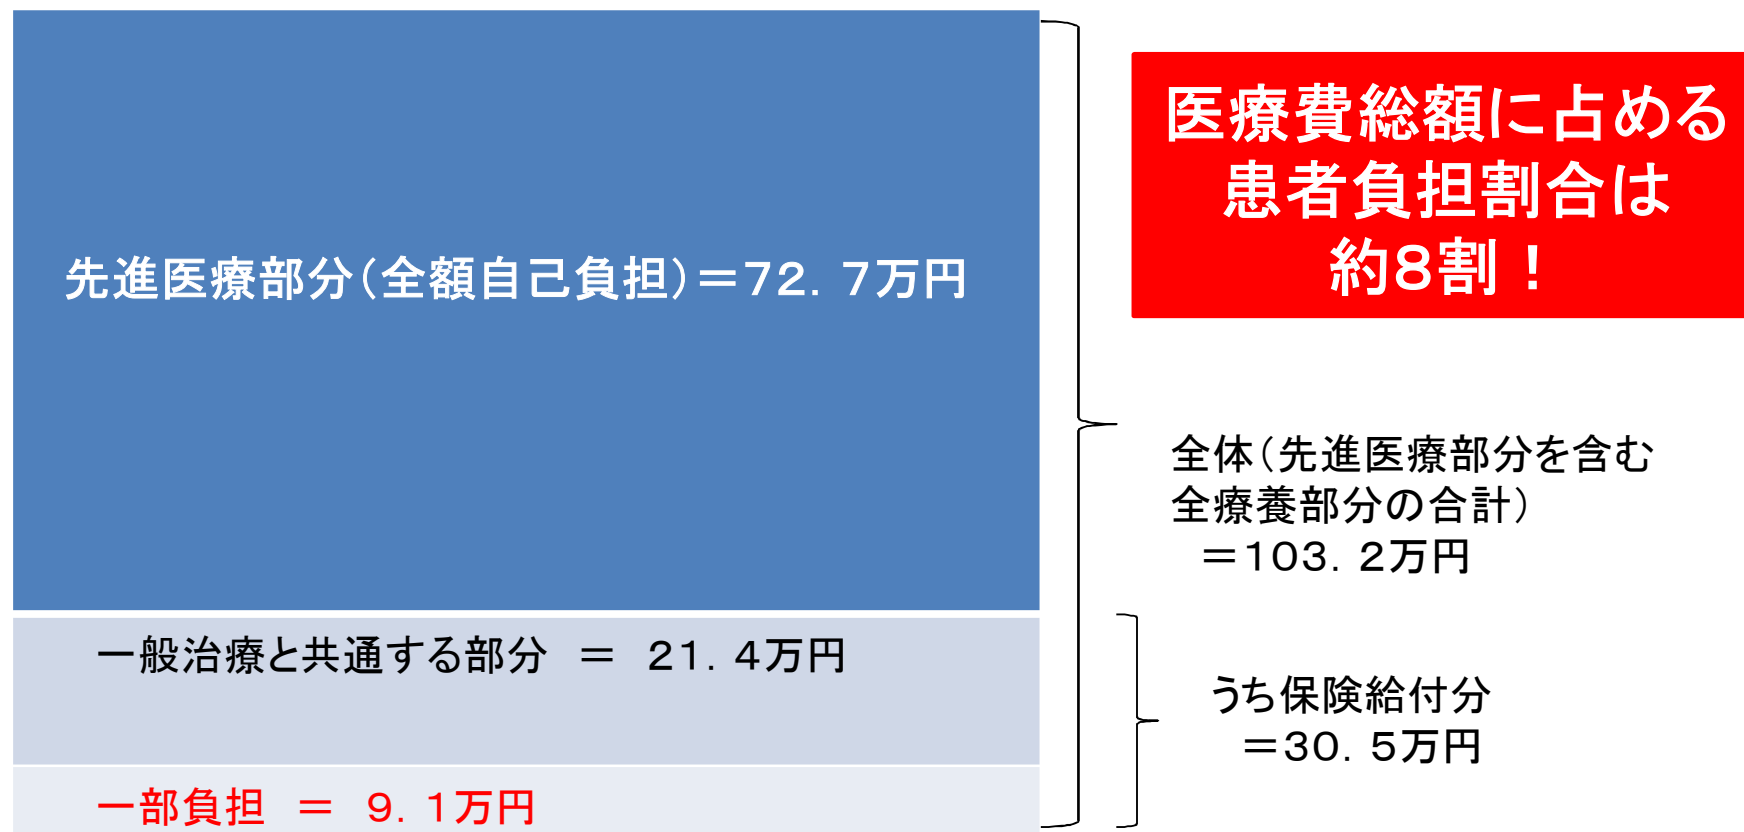 医療費総額に占める
患者負担割合は
約8割！
先進医療部分（全額自己負担）＝72．7万円
全体（先進医療部分を含む
全療養部分の合計）
＝103．2万円
一般治療と共通する部分　＝　21．4万円
うち保険給付分
＝30．5万円
一部負担　＝　9．1万円